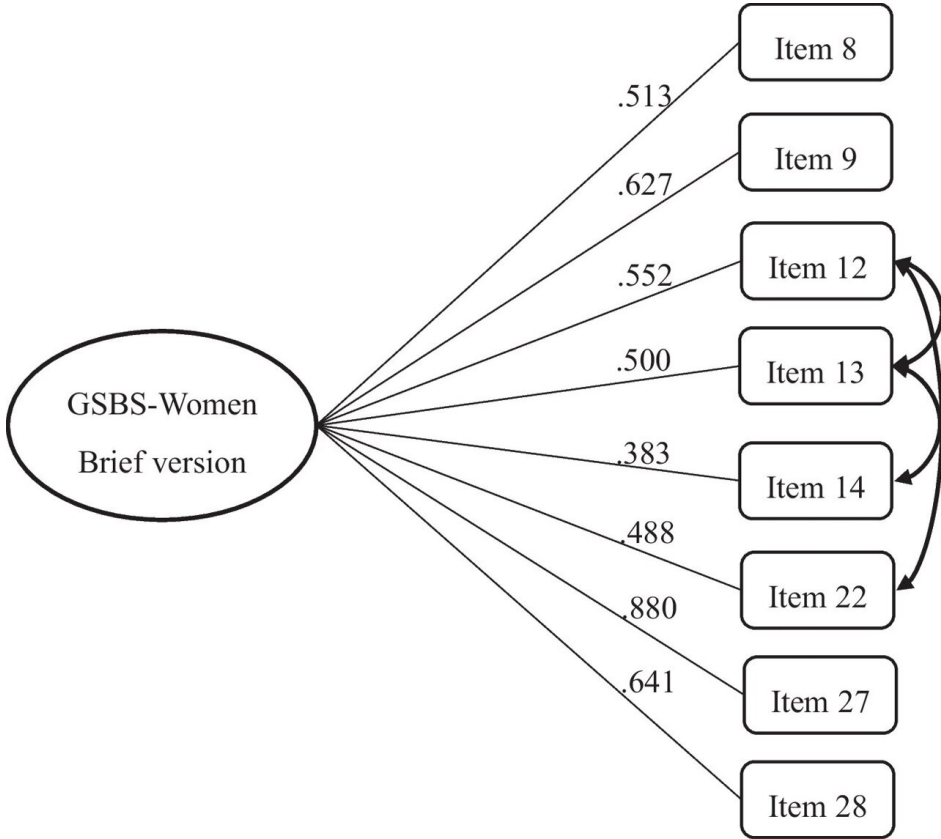 Item 8
.513
Item 9
.627
Item 12
.552
Item 13
.500
GSBS-Women
Brief version
.383
Item 14
.488
Item 22
.880
Item 27
.641
Item 28